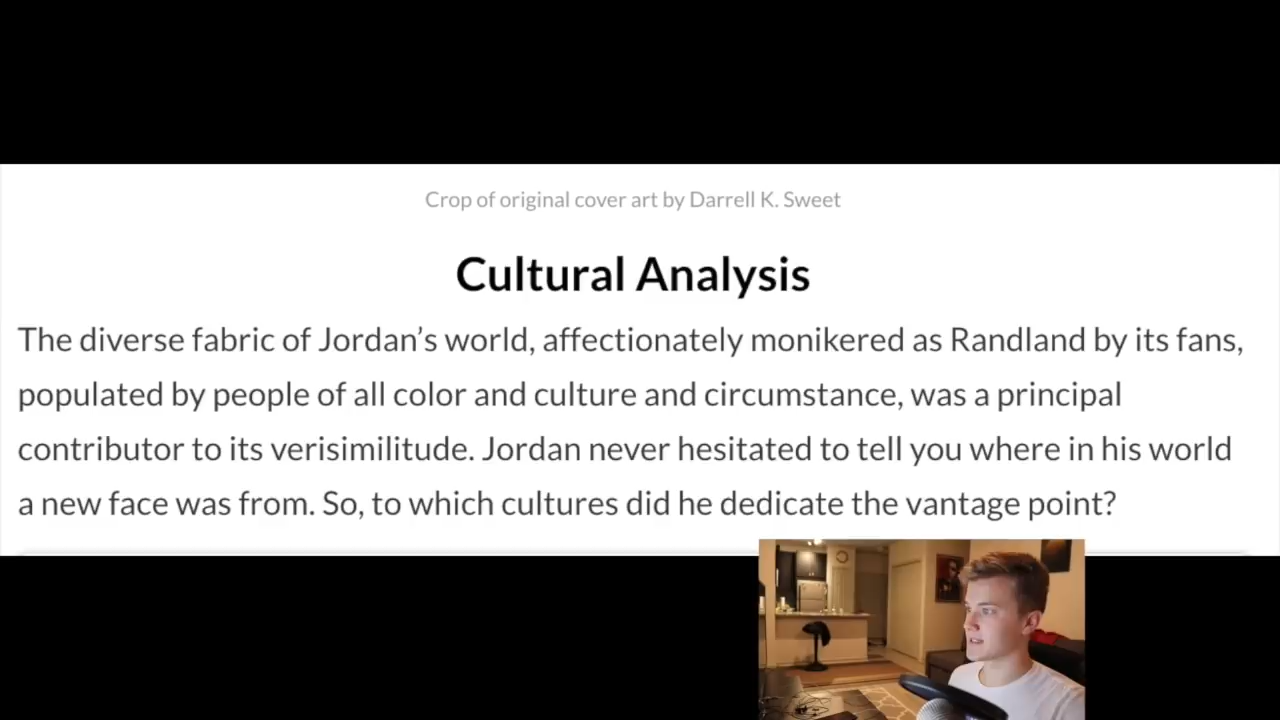 Crop of original cover art by Darrell K. Sweet
Cultural Analysis
The diverse fabric of Jordan’s world, affectionately monikered as Randland by its fans,
populated by people of all color and culture and circumstance, was a principal
contributor to its verisimilitude. Jordan never hesitated to tell you where in his world
a new face was from. So, to which cultures did he dedicate the vantage point?